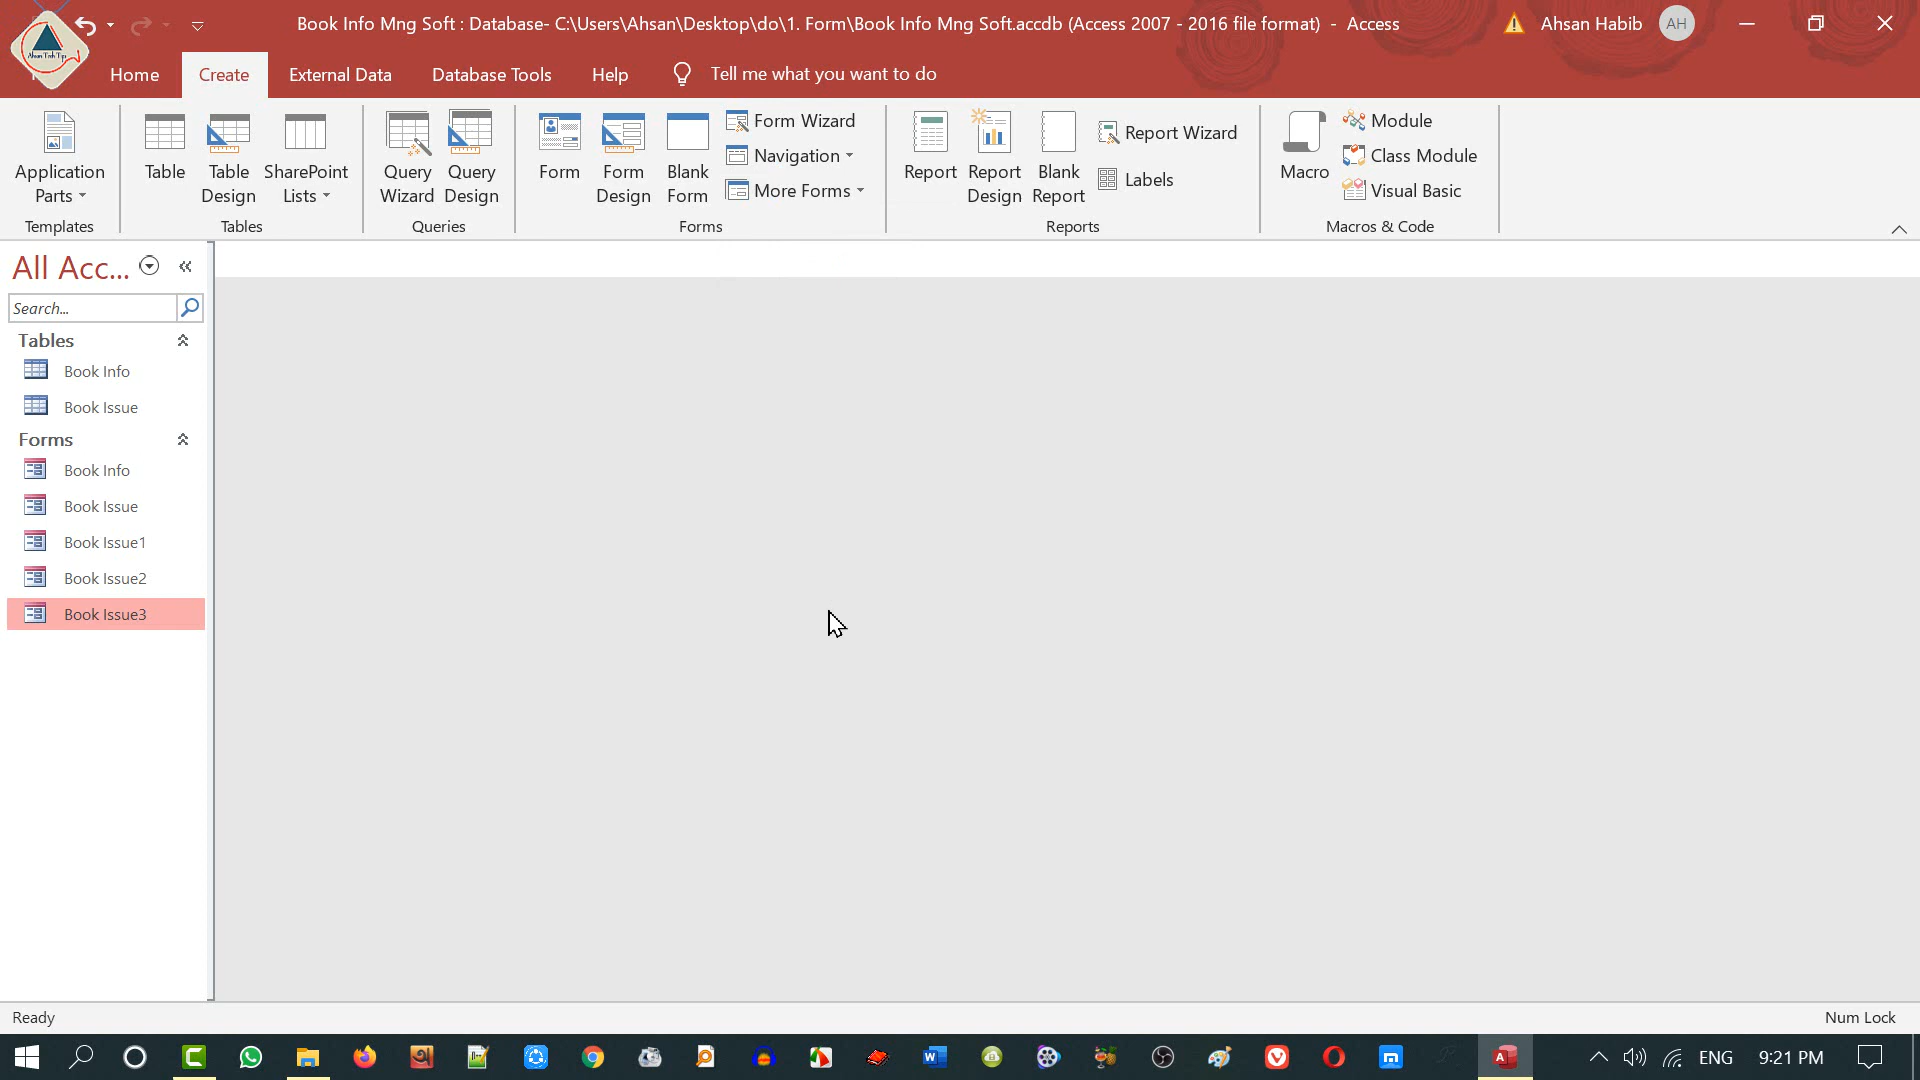 Book Info Mng Soft : Database- C:\Users\Ahsan\Desktop\do\1. Form\Book Info Mng Soft.accdb (Access 2007 - 2016 file format) - Access
Ahsan Habib
AH
Ahsan Tech Tips
Home
Create
External Data
Database Tools
Help
Tell me what you want to do
Application
Parts
Templates
Table
Table
Design
SharePoint
Lists
Tables
Query
Wizard
Query
Design
Queries
Form
Form
Design
Blank
Form
Form Wizard
Navigation
More Forms
Forms
Report
Report
Design
Blank
Report
Report Wizard
Labels
Reports
Macro
Module
Class Module
Visual Basic
Macros & Code
All Acc...
Search...
Tables
Book Info
Book Issue
Forms
Book Info
Book Issue
Book Issue1
Book Issue2
Book Issue3
Ready
Num Lock
ENG
9:21 PM